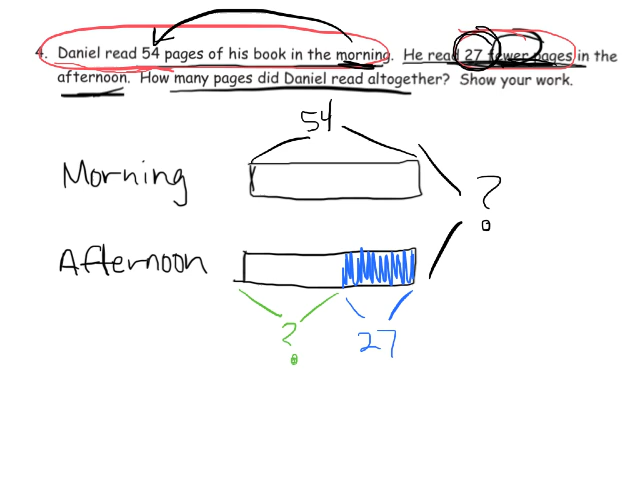 4. Daniel read 54 pages of his book in the morning. He read 27 fewer pages in the
afternoon. How many pages did Daniel read altogether? Show your work.
54
Morning
?
Afternoon
? 27